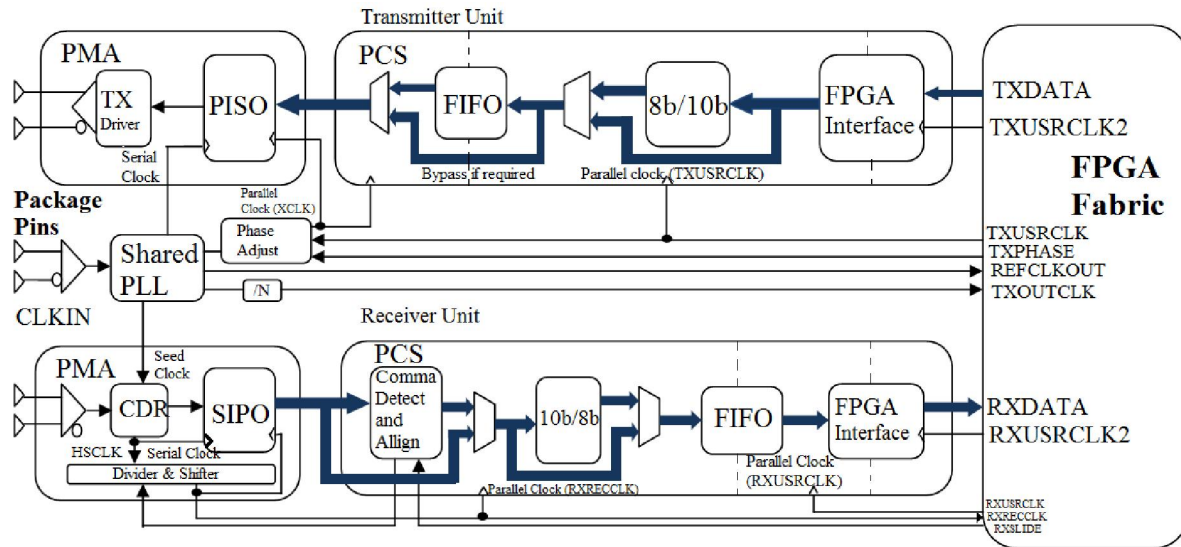 Transmitter Unit
PMA
TX
Driver
PISO
Serial
Clock
PCS
FIFO
8b/10b
FPGA
Interface
Bypass if required
Parallel clock (TXUSRCLK)
TXDATA
TXUSRCLK2
FPGA
Fabric
Package
Pins
Parallel
Clock (XCLK)
Phase
Adjust
Shared
PLL
/N
CLKIN
TXUSRCLK
TXPHASE
REFCLKOUT
TXOUTCLK
Receiver Unit
PMA
Seed
Clock
CDR
SIPO
HSCLK
Serial Clock
Divider & Shifter
PCS
Comma
Detect
and
Allign
10b/8b
FIFO
FPGA
Interface
Parallel Clock (RXRECCLK)
Parallel Clock
(RXUSRCLK)
RXDATA
RXUSRCLK2
RXUSRCLK
RXRECCLK
RXSLIDE